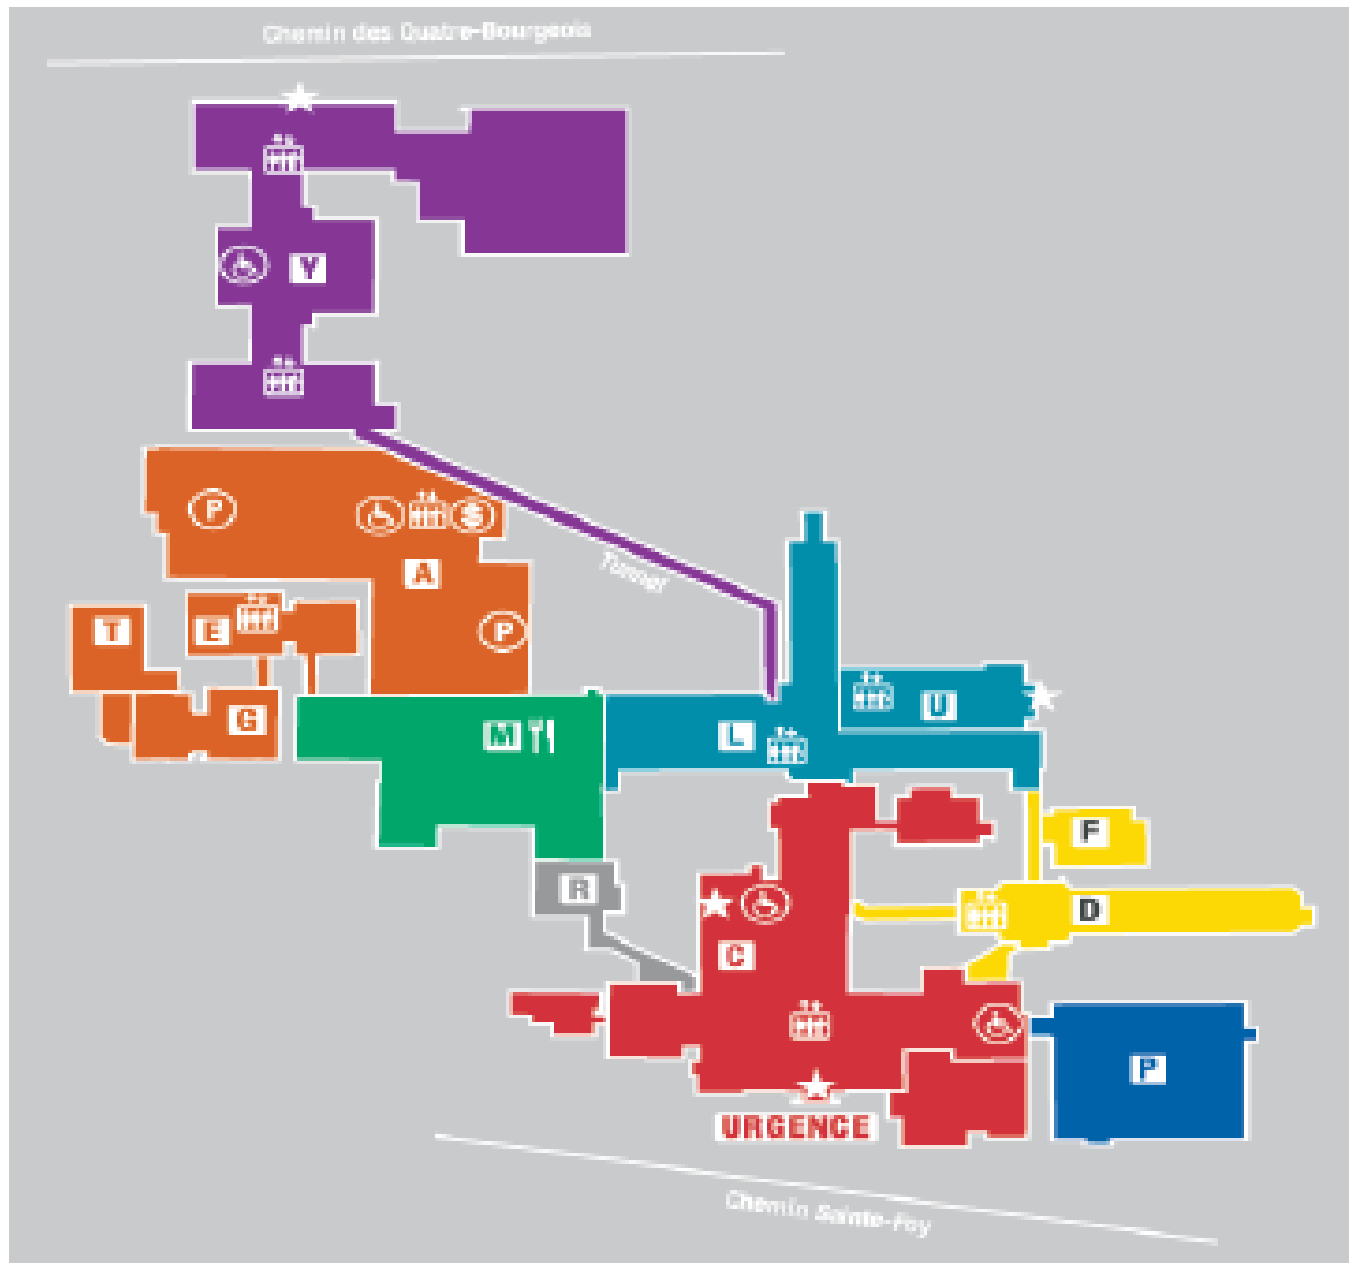 Chemin des Quatre-Bourgeois
Y
P
$
A
Tunnel
T
E
P
G
M
L
U
F
R
D
C
P
URGENCE
Chemin Sainte-Foy